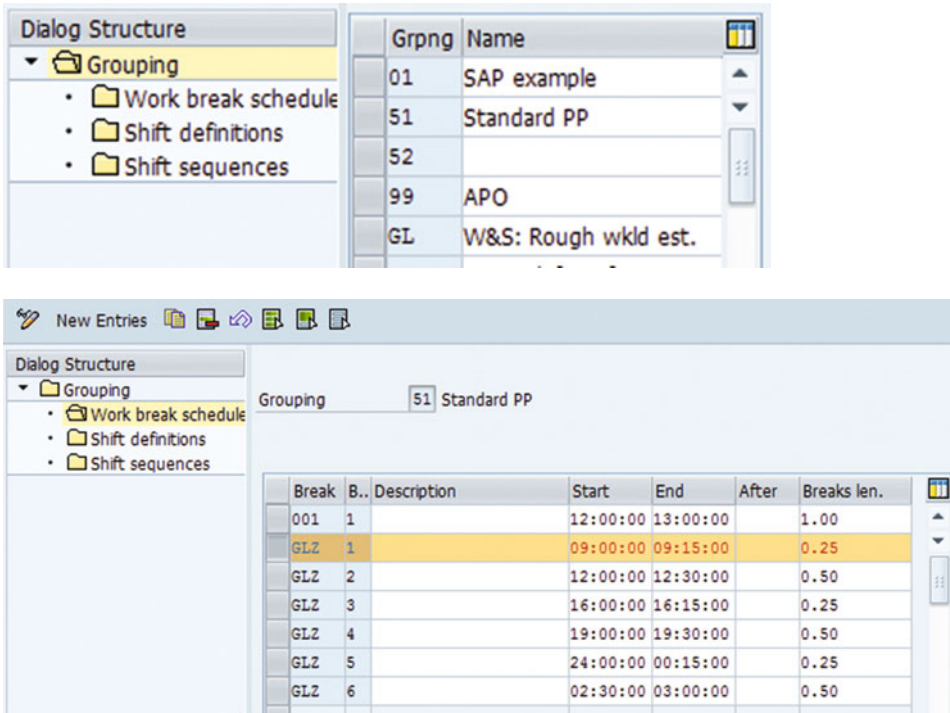 Dialog Structure
Grouping
Work break schedule
Shift definitions
Shift sequences
Grpng Name
01 SAP example
51 Standard PP
52
99 APO
GL W&S: Rough wkld est.
New Entries
Dialog Structure
Grouping
Work break schedule
Shift definitions
Shift sequences
Grouping 51 Standard PP
Break B.. Description Start End After Breaks len.
001 1 12:00:00 13:00:00 1.00
GLZ 1 09:00:00 09:15:00 0.25
GLZ 2 12:00:00 12:30:00 0.50
GLZ 3 16:00:00 16:15:00 0.25
GLZ 4 19:00:00 19:30:00 0.50
GLZ 5 24:00:00 00:15:00 0.25
GLZ 6 02:30:00 03:00:00 0.50